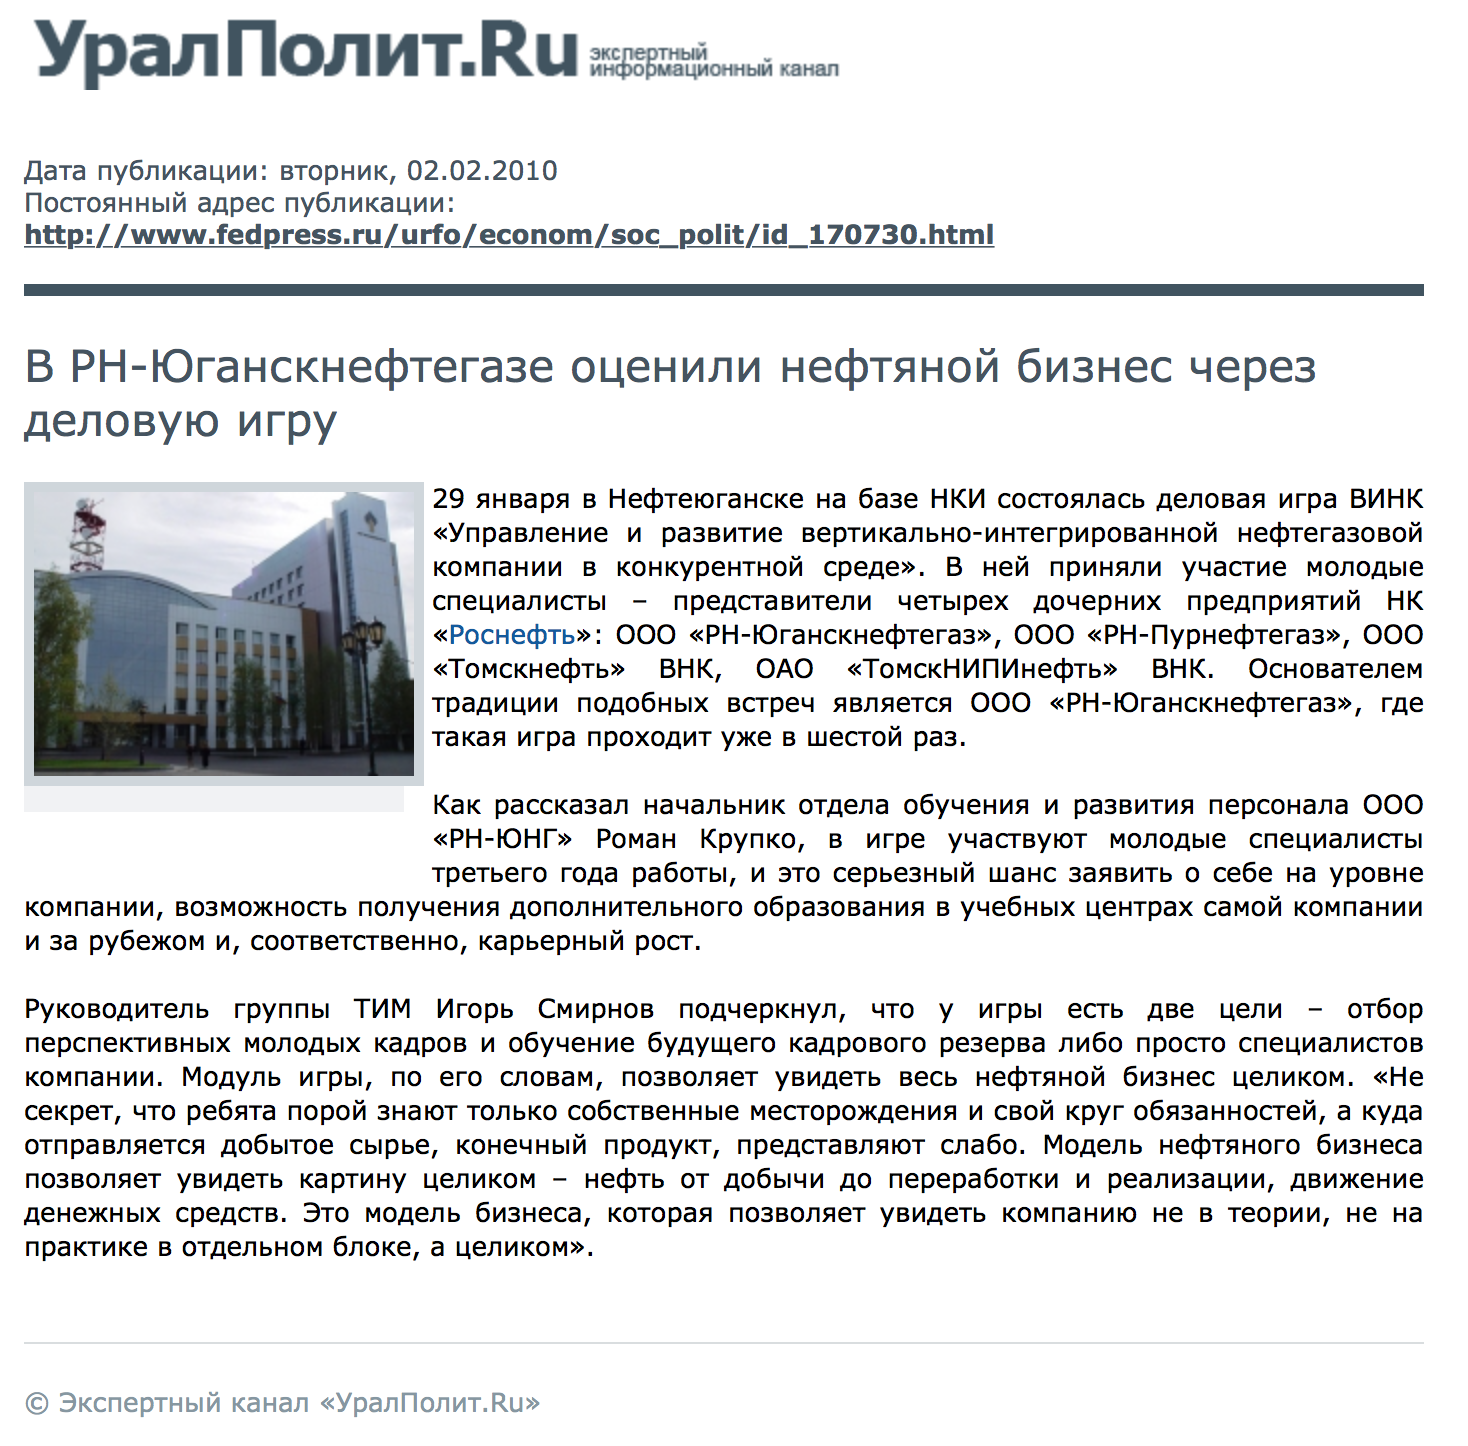 УралПолит.Ru экспертный
информационный канал
Дата публикации: вторник, 02.02.2010
Постоянный адрес публикации:
http://www.fedpress.ru/urfo/econom/soc_polit/id_170730.html
В РН-Юганскнефтегазе оценили нефтяной бизнес через
деловую игру
29 января в Нефтеюганске на базе НКИ состоялась деловая игра ВИНК
«Управление и развитие вертикально-интегрированной нефтегазовой
компании в конкурентной среде». В ней приняли участие молодые
специалисты – представители четырех дочерних предприятий НК
«Роснефть»: ООО «РН-Юганскнефтегаз», ООО «РН-Пурнефтегаз», ООО
«Томскнефть» ВНК, ОАО «ТомскНИПИнефть» ВНК. Основателем
традиции подобных встреч является ООО «РН-Юганскнефтегаз», где
такая игра проходит уже в шестой раз.
Как рассказал начальник отдела обучения и развития персонала ООО
«РН-ЮНГ» Роман Крупко, в игре участвуют молодые специалисты
третьего года работы, и это серьезный шанс заявить о себе на уровне
компании, возможность получения дополнительного образования в учебных центрах самой компании
и за рубежом и, соответственно, карьерный рост.
Руководитель группы ТИМ Игорь Смирнов подчеркнул, что у игры есть две цели – отбор
перспективных молодых кадров и обучение будущего кадрового резерва либо просто специалистов
компании. Модуль игры, по его словам, позволяет увидеть весь нефтяной бизнес целиком. «Не
секрет, что ребята порой знают только собственные месторождения и свой круг обязанностей, а куда
отправляется добытое сырье, конечный продукт, представляют слабо. Модель нефтяного бизнеса
позволяет увидеть картину целиком – нефть от добычи до переработки и реализации, движение
денежных средств. Это модель бизнеса, которая позволяет увидеть компанию не в теории, не на
практике в отдельном блоке, а целиком».
© Экспертный канал «УралПолит.Ru»